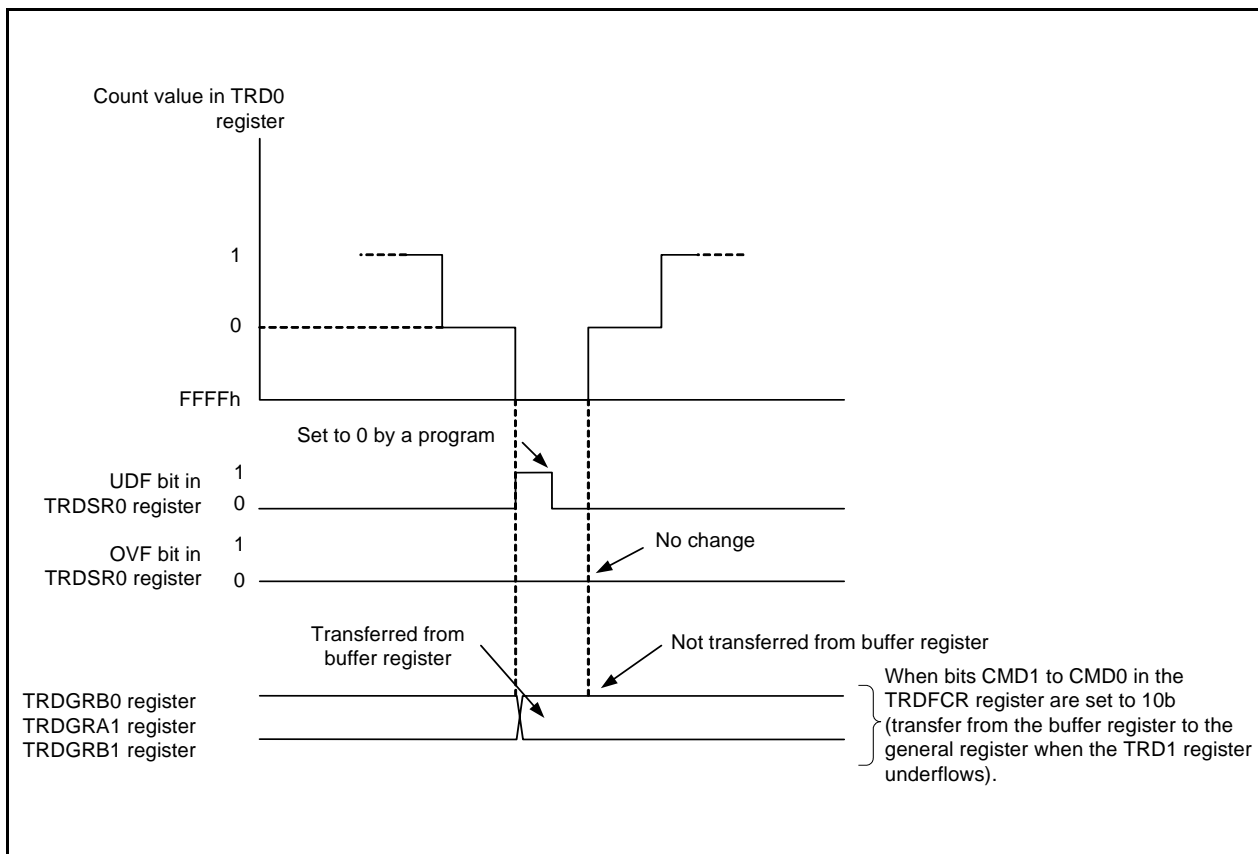 Count value in TRD0
register
1
0
FFFFh
Set to 0 by a program
UDF bit in
TRDSR0 register
1
0
No change
OVF bit in
TRDSR0 register
1
0
Transferred from
buffer register
Not transferred from buffer register
TRDGRB0 register
TRDGRA1 register
TRDGRB1 register
When bits CMD1 to CMD0 in the
TRDFCR register are set to 10b
(transfer from the buffer register to the
general register when the TRD1 register
underflows).